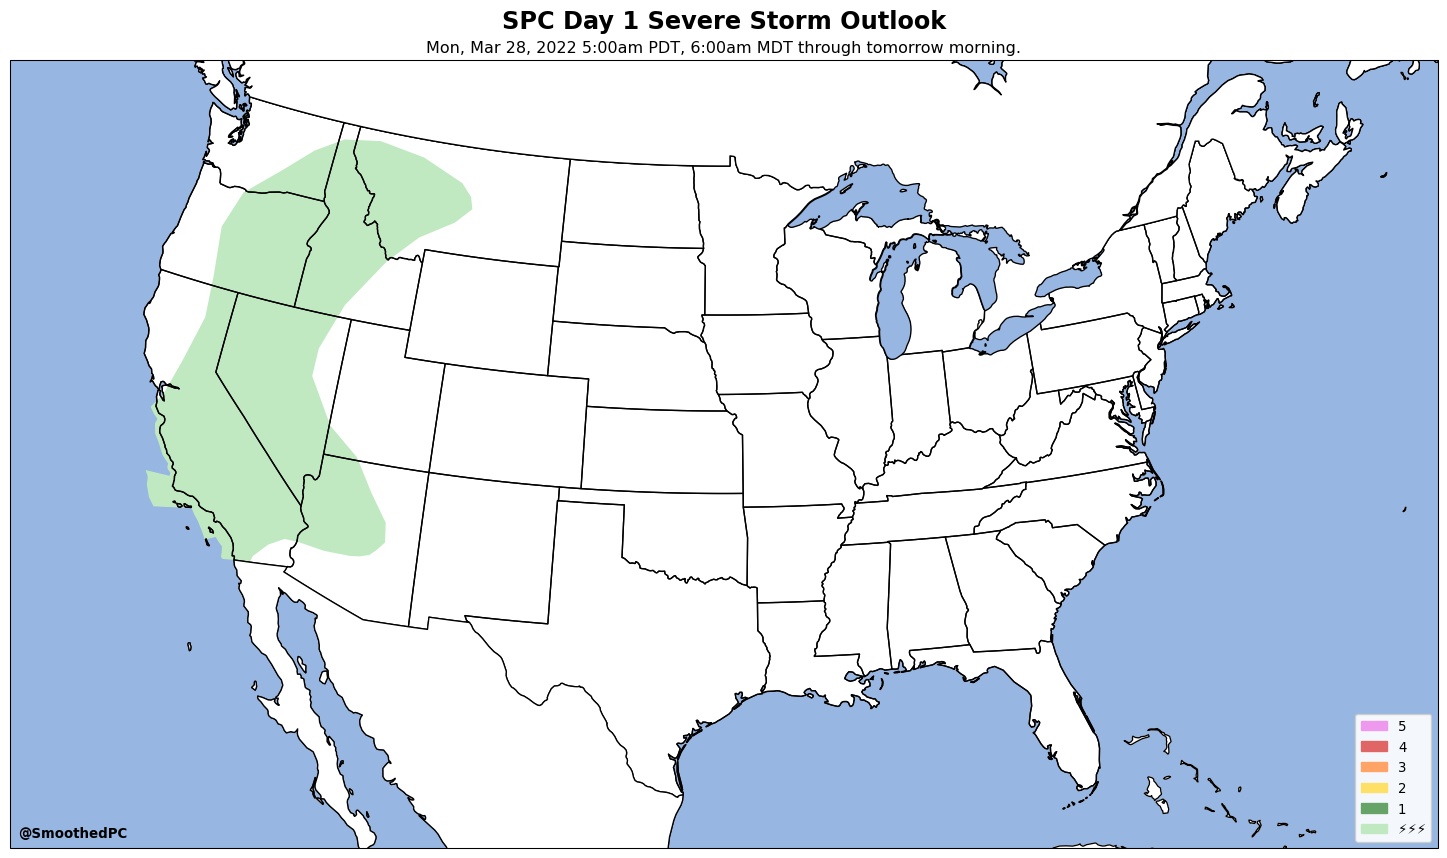 SPC Day 1 Severe Storm Outlook
Mon, Mar 28, 2022 5:00am PDT, 6:00am MDT through tomorrow morning.
5
4
3
2
1
⚡⚡⚡
@SmoothedPC